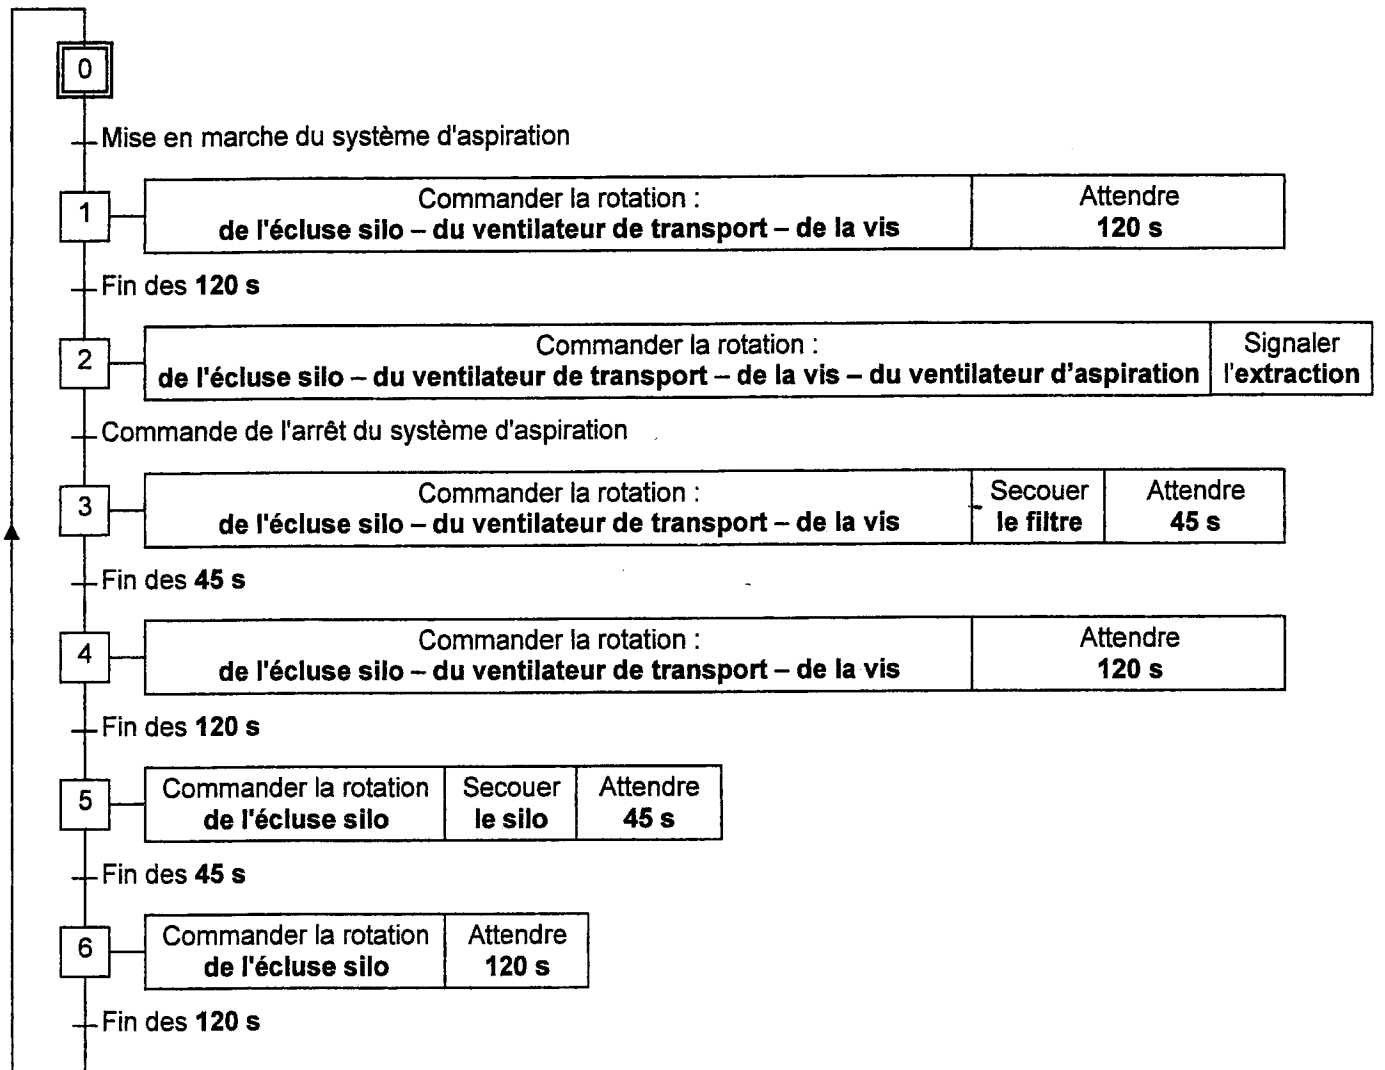 0
Mise en marche du système d'aspiration
1
Commander la rotation :
de l'écluse silo – du ventilateur de transport – de la vis
Attendre
120 s
Fin des 120 s
2
Commander la rotation :
de l'écluse silo – du ventilateur de transport – de la vis – du ventilateur d'aspiration
Signaler
l'extraction
Commande de l'arrêt du système d'aspiration
3
Commander la rotation :
de l'écluse silo – du ventilateur de transport – de la vis
Secouer
le filtre
Attendre
45 s
Fin des 45 s
4
Commander la rotation :
de l'écluse silo – du ventilateur de transport – de la vis
Attendre
120 s
Fin des 120 s
5
Commander la rotation
de l'écluse silo
Secouer
le silo
Attendre
45 s
Fin des 45 s
6
Commander la rotation
de l'écluse silo
Attendre
120 s
Fin des 120 s